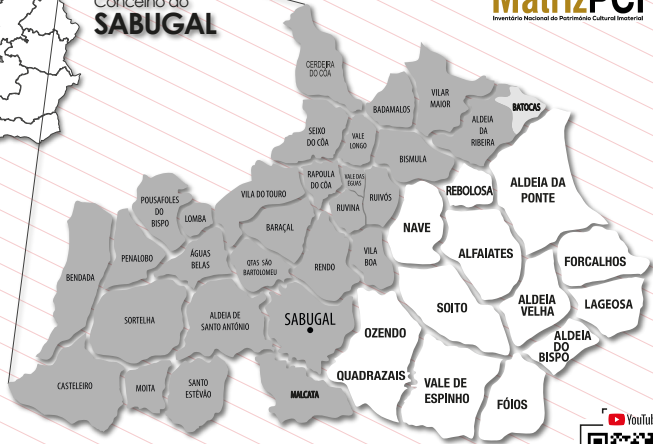 Concelho do
SABUGAL
MatrizPCI
Inventário Nacional do Património Cultural Imaterial
CERDEIRA
DO CÔA
BADAMALOS
VILAR
MAIOR
BATOCAS
SEIXO
DO CÔA
VALE
LONGO
ALDEIA
DA
RIBEIRA
BISMULA
RAPOULA
DO CÔA
VALE DAS
ÉGUAS
RUIVÓS
RUVINA
REBOLOSA
ALDEIA DA
PONTE
POUSAFOLES
DO
BISPO
LOMBA
VILA DO TOURO
BARAÇAL
NAVE
ALFAIATES
FORCALHOS
BENDADA
PENALOBO
ÁGUAS
BELAS
QTAS SÃO
BARTOLOMEU
RENDO
VILA
BOA
SORTELHA
ALDEIA DE
SANTO ANTÓNIO
SABUGAL
SOITO
ALDEIA
VELHA
LAGEOSA
OZENDO
ALDEIA
DO
BISPO
CASTELEIRO
MOITA
SANTO
ESTÊVÃO
MALCATA
QUADRAZAIS
VALE DE
ESPINHO
FÓIOS
YouTub